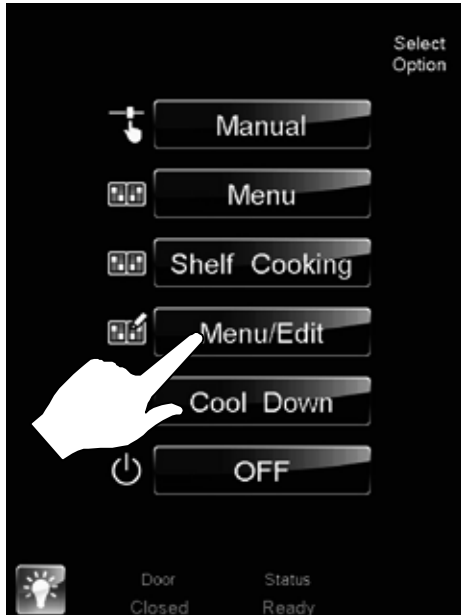 Select
Option
Manual
Menu
Shelf Cooking
Menu/Edit
Cool Down
OFF
Door Status
Closed Ready